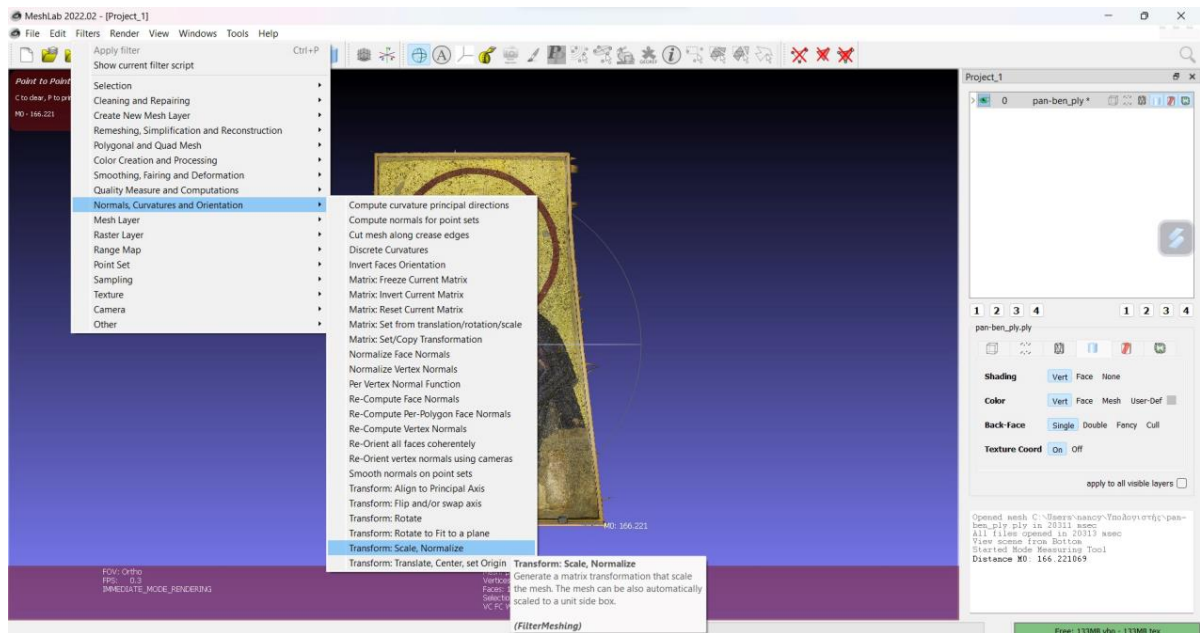 MeshLab 2022.02 - [Project_1]
File Edit Filters Render View Windows Tools Help
Apply filter Ctrl+P
Show current filter script
Selection
Cleaning and Repairing
Create New Mesh Layer
Remeshing, Simplification and Reconstruction
Polygonal and Quad Mesh
Color Creation and Processing
Smoothing, Fairing and Deformation
Quality Measure and Computations
Normals, Curvatures and Orientation
Mesh Layer
Raster Layer
Range Map
Point Set
Sampling
Texture
Camera
Other
Point to Point
C to clear, P to pri
M0 - 166.221
Compute curvature principal directions
Compute normals for point sets
Cut mesh along crease edges
Discrete Curvatures
Invert Faces Orientation
Matrix: Freeze Current Matrix
Matrix: Invert Current Matrix
Matrix: Reset Current Matrix
Matrix: Set from translation/rotation/scale
Matrix: Set/Copy Transformation
Normalize Face Normals
Normalize Vertex Normals
Per Vertex Normal Function
Re-Compute Face Normals
Re-Compute Per-Polygon Face Normals
Re-Compute Vertex Normals
Re-Orient all faces coherently
Re-Orient vertex normals using cameras
Smooth normals on point sets
Transform: Align to Principal Axis
Transform: Flip and/or swap axis
Transform: Rotate
Transform: Rotate to Fit to a plane
Transform: Scale, Normalize
Transform: Translate, Center, set Origin
Transform: Scale, Normalize
Generate a matrix transformation that scale
the mesh. The mesh can be also automatically
scaled to a unit side box.
(FilterMeshing)
M0: 166.221
FOV: Ortho
FPS: 0.3
IMMEDIATE_MODE_RENDERING
Vertices
Faces: 1
Selectio
VC FC W
Project_1
0 pan-ben_ply *
1 2 3 4 1 2 3 4
pan-ben_ply.ply
Shading Vert Face None
Color Vert Face Mesh User-Def
Back-Face Single Double Fancy Cull
Texture Coord On Off
apply to all visible layers
Opened mesh C:\Users\nancy\Υπολογιστής\pan-
ben_ply ply in 20311 msec
All files opened in 20313 msec
View scene from Bottom
Started Mode Measuring Tool
Distance M0: 166.221069
Free: 133MB vbo - 133MB tex